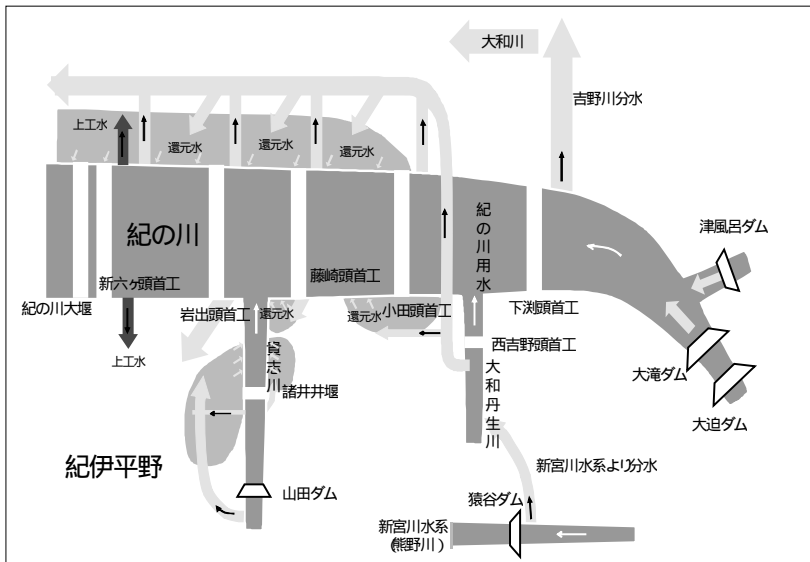 大和川
吉野川分水
上工水
還元水
還元水
還元水
紀の川
紀の川用水
津風呂ダム
新六ヶ頭首工
藤崎頭首工
紀の川大堰
岩出頭首工
還元水
還元水
小田頭首工
下渕頭首工
西吉野頭首工
上工水
貴志川
諸井井堰
大和丹生川
大滝ダム
大迫ダム
紀伊平野
山田ダム
新宮川水系より分水
猿谷ダム
新宮川水系
(熊野川)